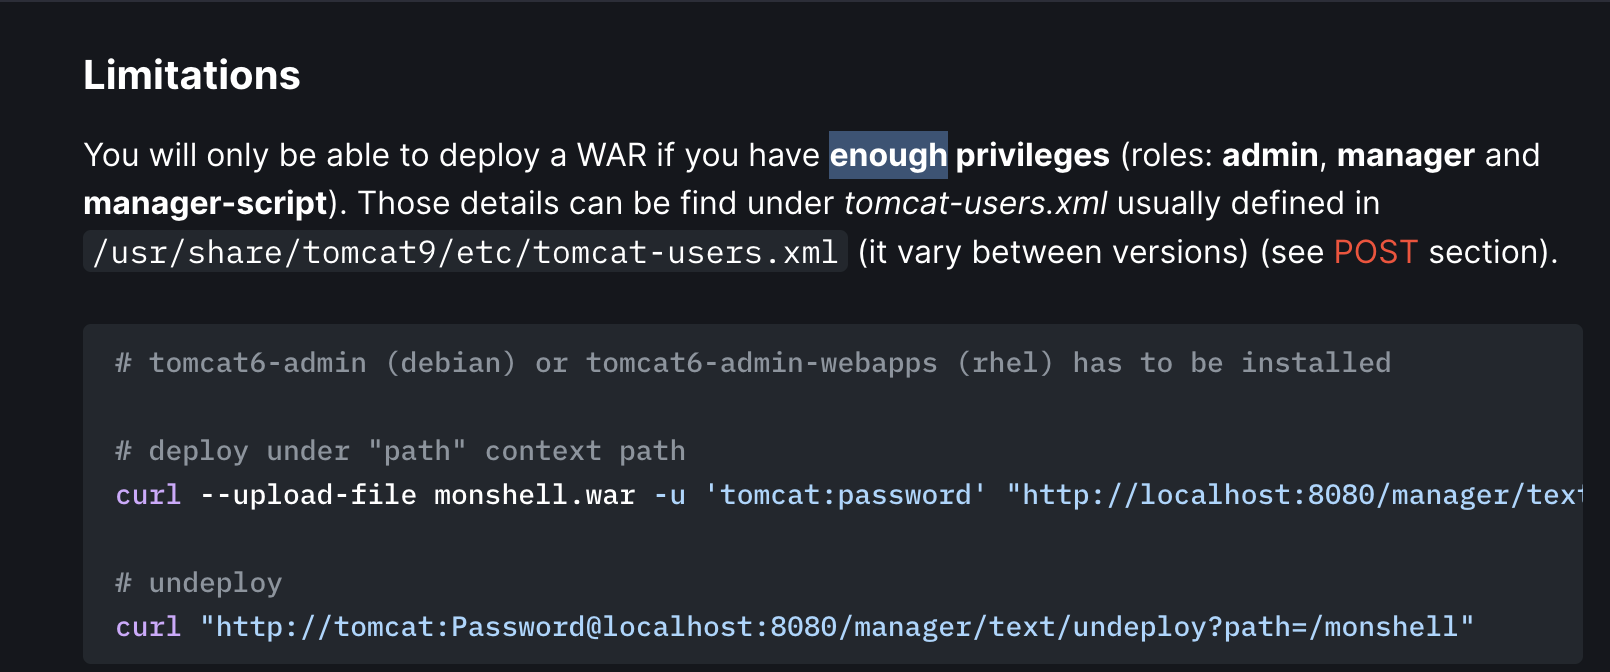 Limitations
You will only be able to deploy a WAR if you have enough privileges (roles: admin, manager and
manager-script). Those details can be find under tomcat-users.xml usually defined in
/usr/share/tomcat9/etc/tomcat-users.xml (it vary between versions) (see POST section).
# tomcat6-admin (debian) or tomcat6-admin-webapps (rhel) has to be installed
# deploy under "path" context path
curl --upload-file monshell.war -u 'tomcat:password' "http://localhost:8080/manager/text
# undeploy
curl "http://tomcat:Password@localhost:8080/manager/text/undeploy?path=/monshell"